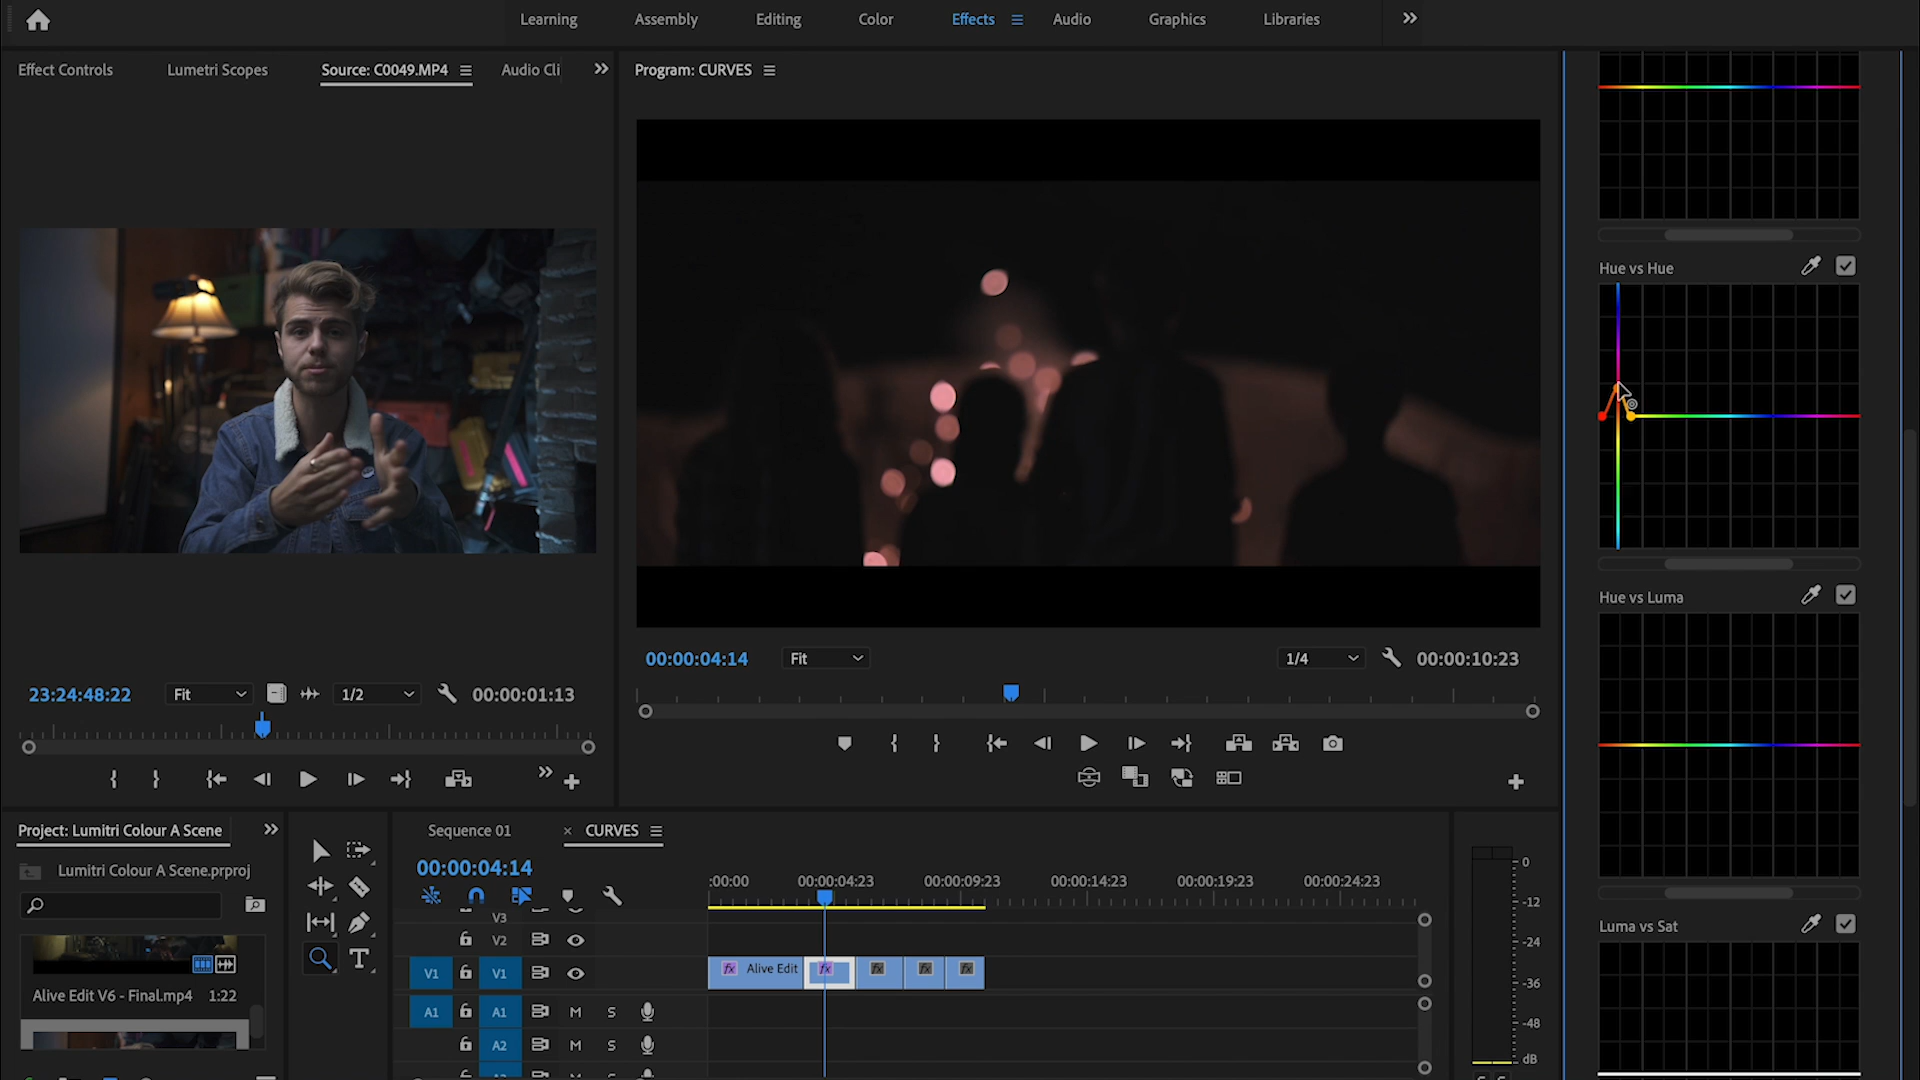 Learning Assembly Editing Color Effects Audio Graphics Libraries
Effect Controls Lumetri Scopes Source: C0049.MP4 Audio Cli
Program: CURVES
Hue vs Hue
Hue vs Luma
Luma vs Sat
00:00:04:14 Fit 1/4 00:00:10:23
23:24:48:22 Fit 1/2 00:00:01:13
Project: Lumitri Colour A Scene
Lumitri Colour A Scene.prproj
Alive Edit V6 - Final.mp4 1:22
Sequence 01 × CURVES
00:00:04:14
:00:00 00:00:04:23 00:00:09:23 00:00:14:23 00:00:19:23 00:00:24:23
V3
V2
V1 V1 fx Alive Edit fx fx fx fx
A1 A1 M S
A2 M S
0
-12
-24
-36
-48
dB